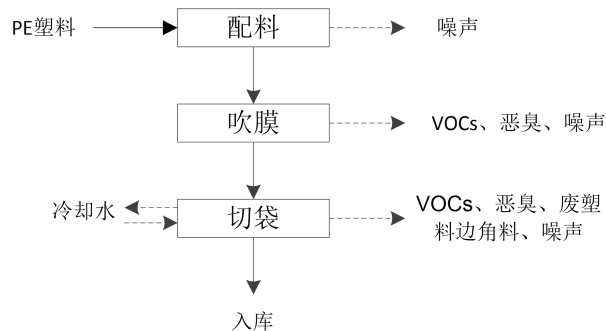 PE塑料
配料
噪声
吹膜
VOCs、恶臭、噪声
冷却水
切袋
VOCs、恶臭、废塑
料边角料、噪声
入库